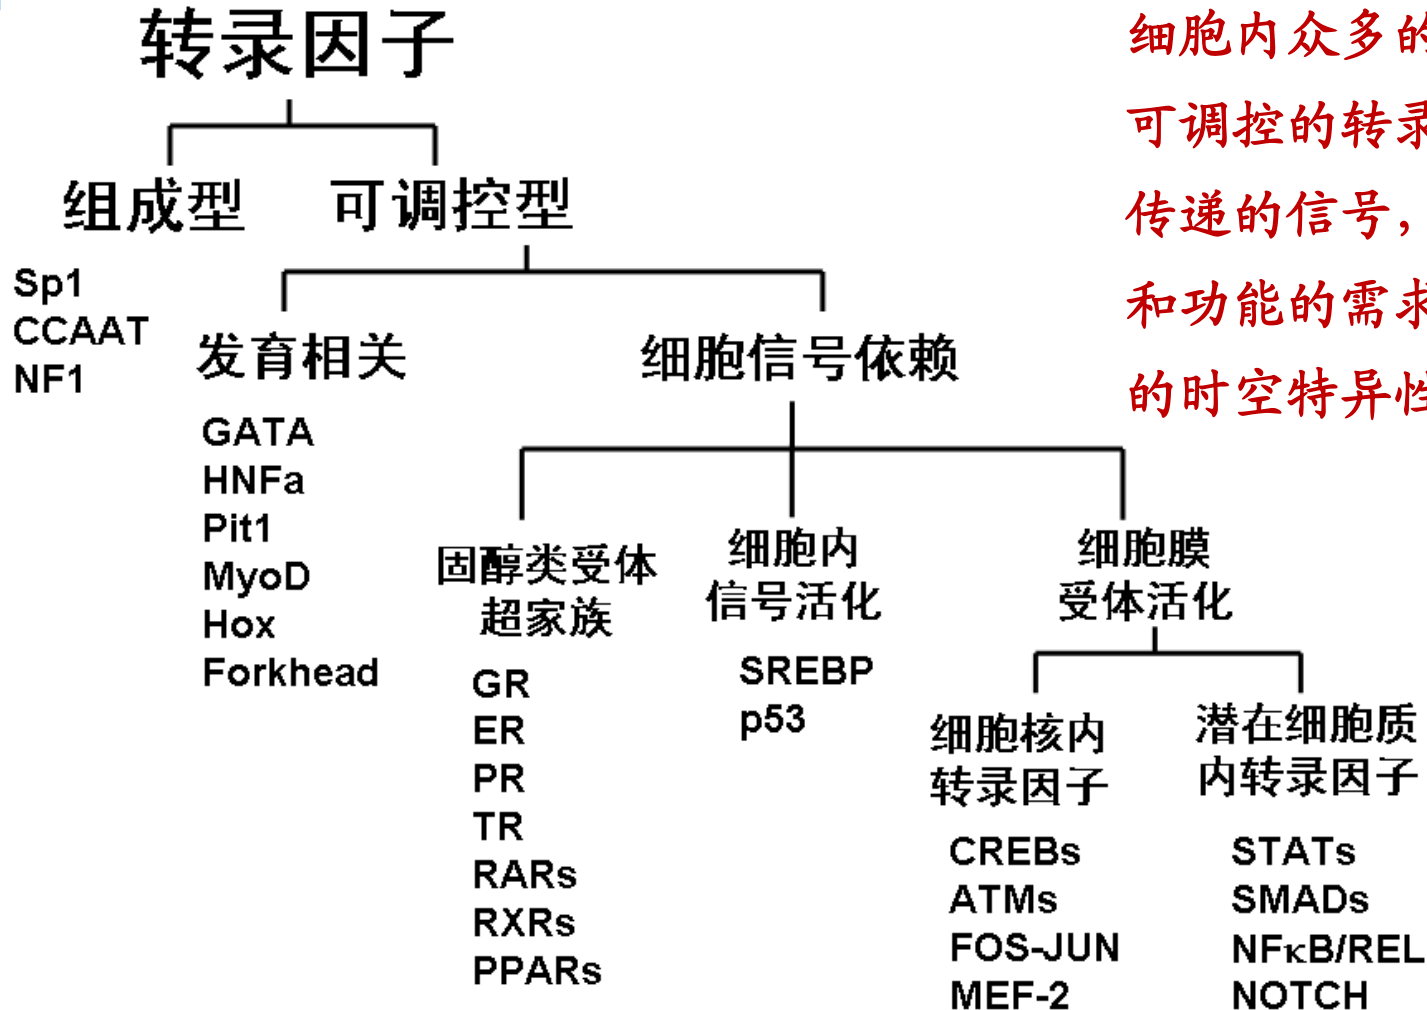 转录因子
组成型
可调控型
Sp1
CCAAT
NF1
发育相关
GATA
HNFa
Pit1
MyoD
Hox
Forkhead
细胞信号依赖
固醇类受体
超家族
GR
ER
PR
TR
RARs
RXRs
PPARs
细胞内
信号活化
SREBP
p53
细胞膜
受体活化
细胞核内
转录因子
CREBs
ATMs
FOS-JUN
MEF-2
潜在细胞质
内转录因子
STATs
SMADs
NFκB/REL
NOTCH
细胞内众多的
可调控的转录
传递的信号，
和功能的需求
的时空特异性